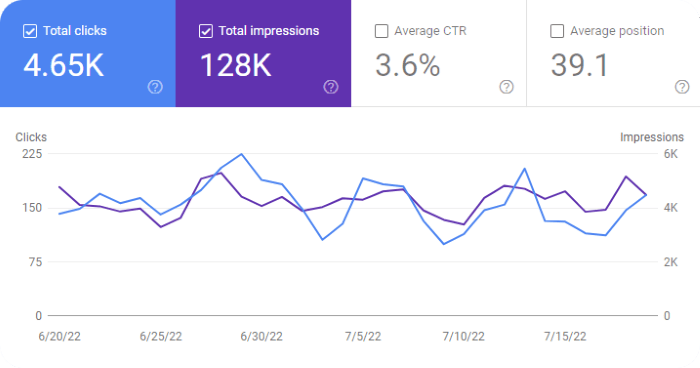 Total clicks
4.65K
Total impressions
128K
Average CTR
3.6%
Average position
39.1
Clicks
Impressions
225
6K
150
4K
75
2K
0
0
6/20/22 6/25/22 6/30/22 7/5/22 7/10/22 7/15/22